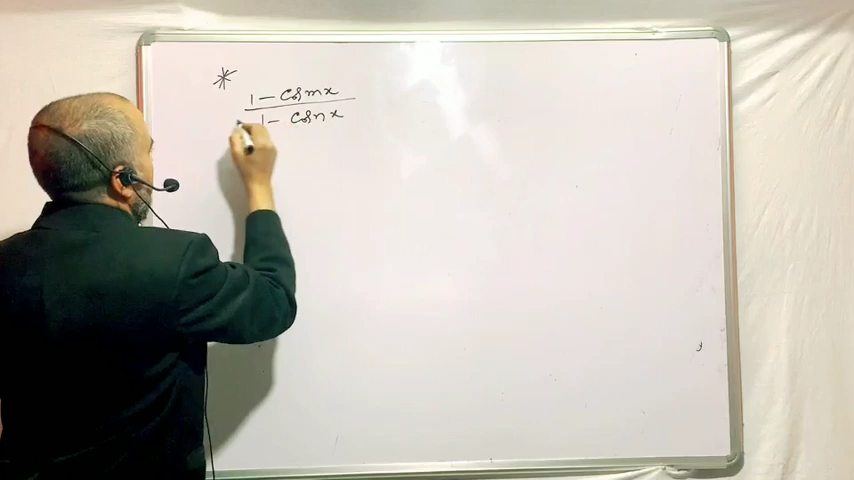 *
1 - cos mx
1 - cos nx